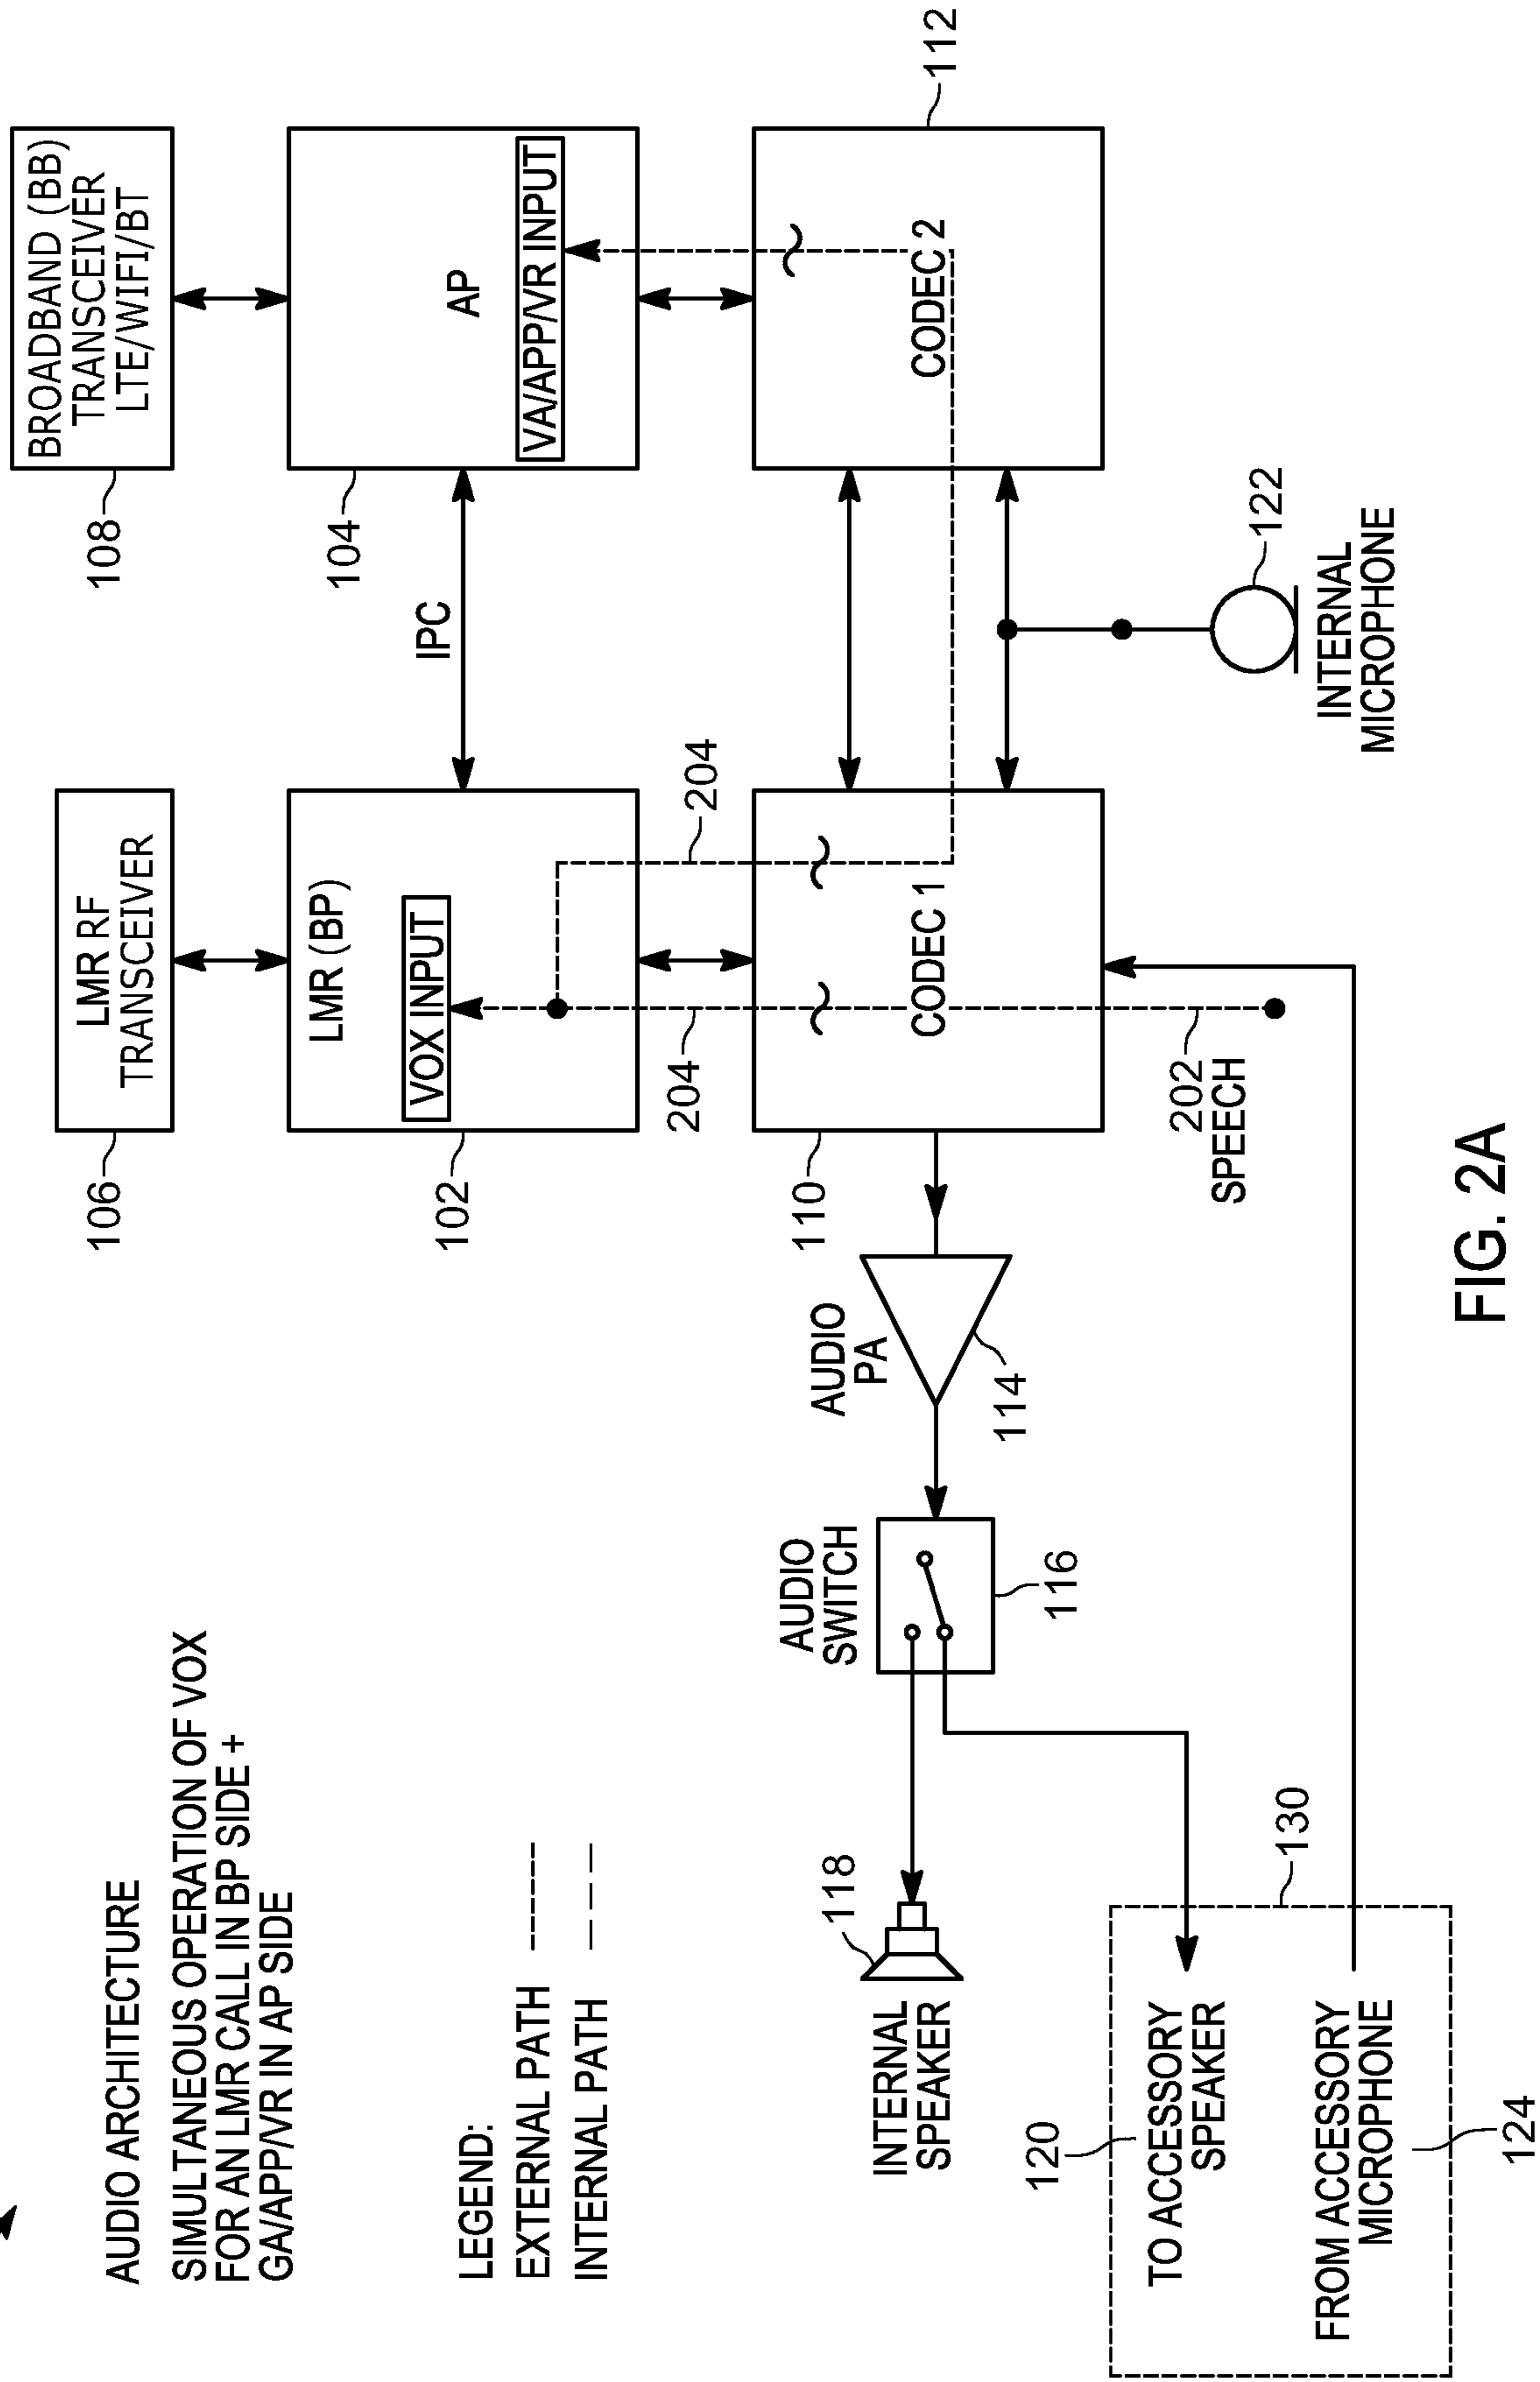 AUDIO ARCHITECTURE
SIMULTANEOUS OPERATION OF VOX
FOR AN LMR CALL IN BP SIDE +
GA/APP/VR IN AP SIDE
LEGEND:
EXTERNAL PATH
INTERNAL PATH
106
LMR RF
TRANSCEIVER
108
BROADBAND (BB)
TRANSCEIVER
LTE/WIFI/BT
102
LMR (BP)
VOX INPUT
IPC
104
AP
VA/APP/VR INPUT
204
204
110
CODEC 1
CODEC 2
112
AUDIO
SWITCH
116
AUDIO
PA
114
118
INTERNAL
SPEAKER
202
SPEECH
122
INTERNAL
MICROPHONE
120
TO ACCESSORY
SPEAKER
130
FROM ACCESSORY
MICROPHONE
124
FIG. 2A